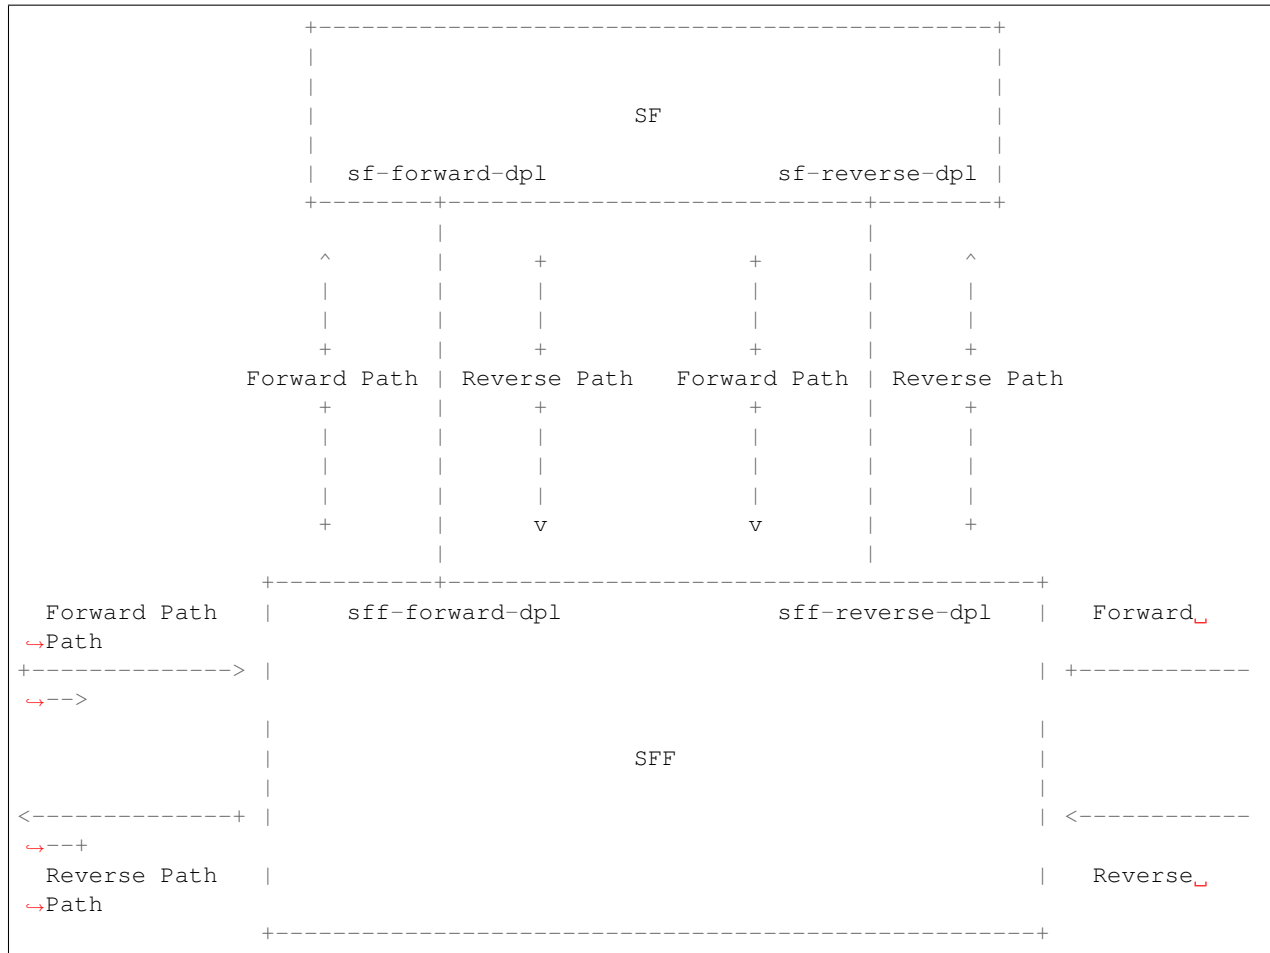 +-----------------------------------------------+
|                                               |
|                                               |
|                      SF                       |
|                                               |
|  sf-forward-dpl                sf-reverse-dpl |
+--------+-----------------------------+--------+
|                             |
^       |      +              +       |      ^
|       |      |              |       |      |
|       |      |              |       |      |
+       |      +              +       |      +
Forward Path | Reverse Path   Forward Path | Reverse Path
+       |      +              +       |      +
|       |      |              |       |      |
|       |      |              |       |      |
|       |      |              |       |      |
+       |      v              v       |      +
|                             |
+-----------+-----------------------------------------+
Forward Path   |     sff-forward-dpl               sff-reverse-dpl   |   Forward␣
↪Path
+--------------> |                                                     | +------------
↪-->
|                                                     |
|                         SFF                         |
|                                                     |
<--------------+ |                                                     | <------------
↪--+
Reverse Path   |                                                     |   Reverse␣
↪Path
+-----------------------------------------------------+